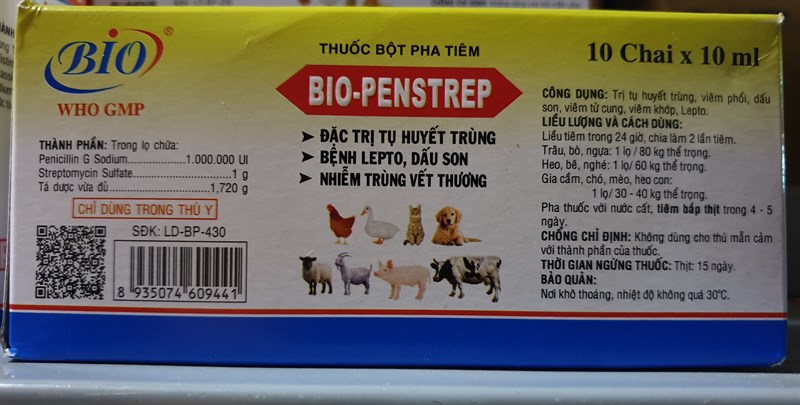 BIO®
WHO GMP
THUỐC BỘT PHA TIÊM
BIO-PENSTREP
10 Chai x 10 ml
➤ ĐẶC TRỊ TỤ HUYẾT TRÙNG
➤ BỆNH LEPTO, DẤU SON
➤ NHIỄM TRÙNG VẾT THƯƠNG
THÀNH PHẦN: Trong lọ chứa:
Penicillin G Sodium..............1.000.000 UI
Streptomycin Sulfate..............1 g
Tá dược vừa đủ..............1,720 g
CHỈ DÙNG TRONG THÚ Y
SĐK: LD-BP-430
8 935074 609441
CÔNG DỤNG: Trị tụ huyết trùng, viêm phổi, dấu
son, viêm tử cung, viêm khớp, Lepto.
LIỀU LƯỢNG VÀ CÁCH DÙNG:
Liều tiêm trong 24 giờ, chia làm 2 lần tiêm.
Trâu, bò, ngựa: 1 lọ/ 80 kg thể trọng.
Heo, bê, nghé: 1 lọ/ 60 kg thể trọng.
Gia cầm, chó, mèo, heo con:
1 lọ/ 30 - 40 kg thể trọng.
Pha thuốc với nước cất, tiêm bắp thịt trong 4 - 5
ngày.
CHỐNG CHỈ ĐỊNH: Không dùng cho thú mẫn cảm
với thành phần của thuốc.
THỜI GIAN NGỪNG THUỐC: Thịt: 15 ngày.
BẢO QUẢN:
Nơi khô thoáng, nhiệt độ không quá 30°C.